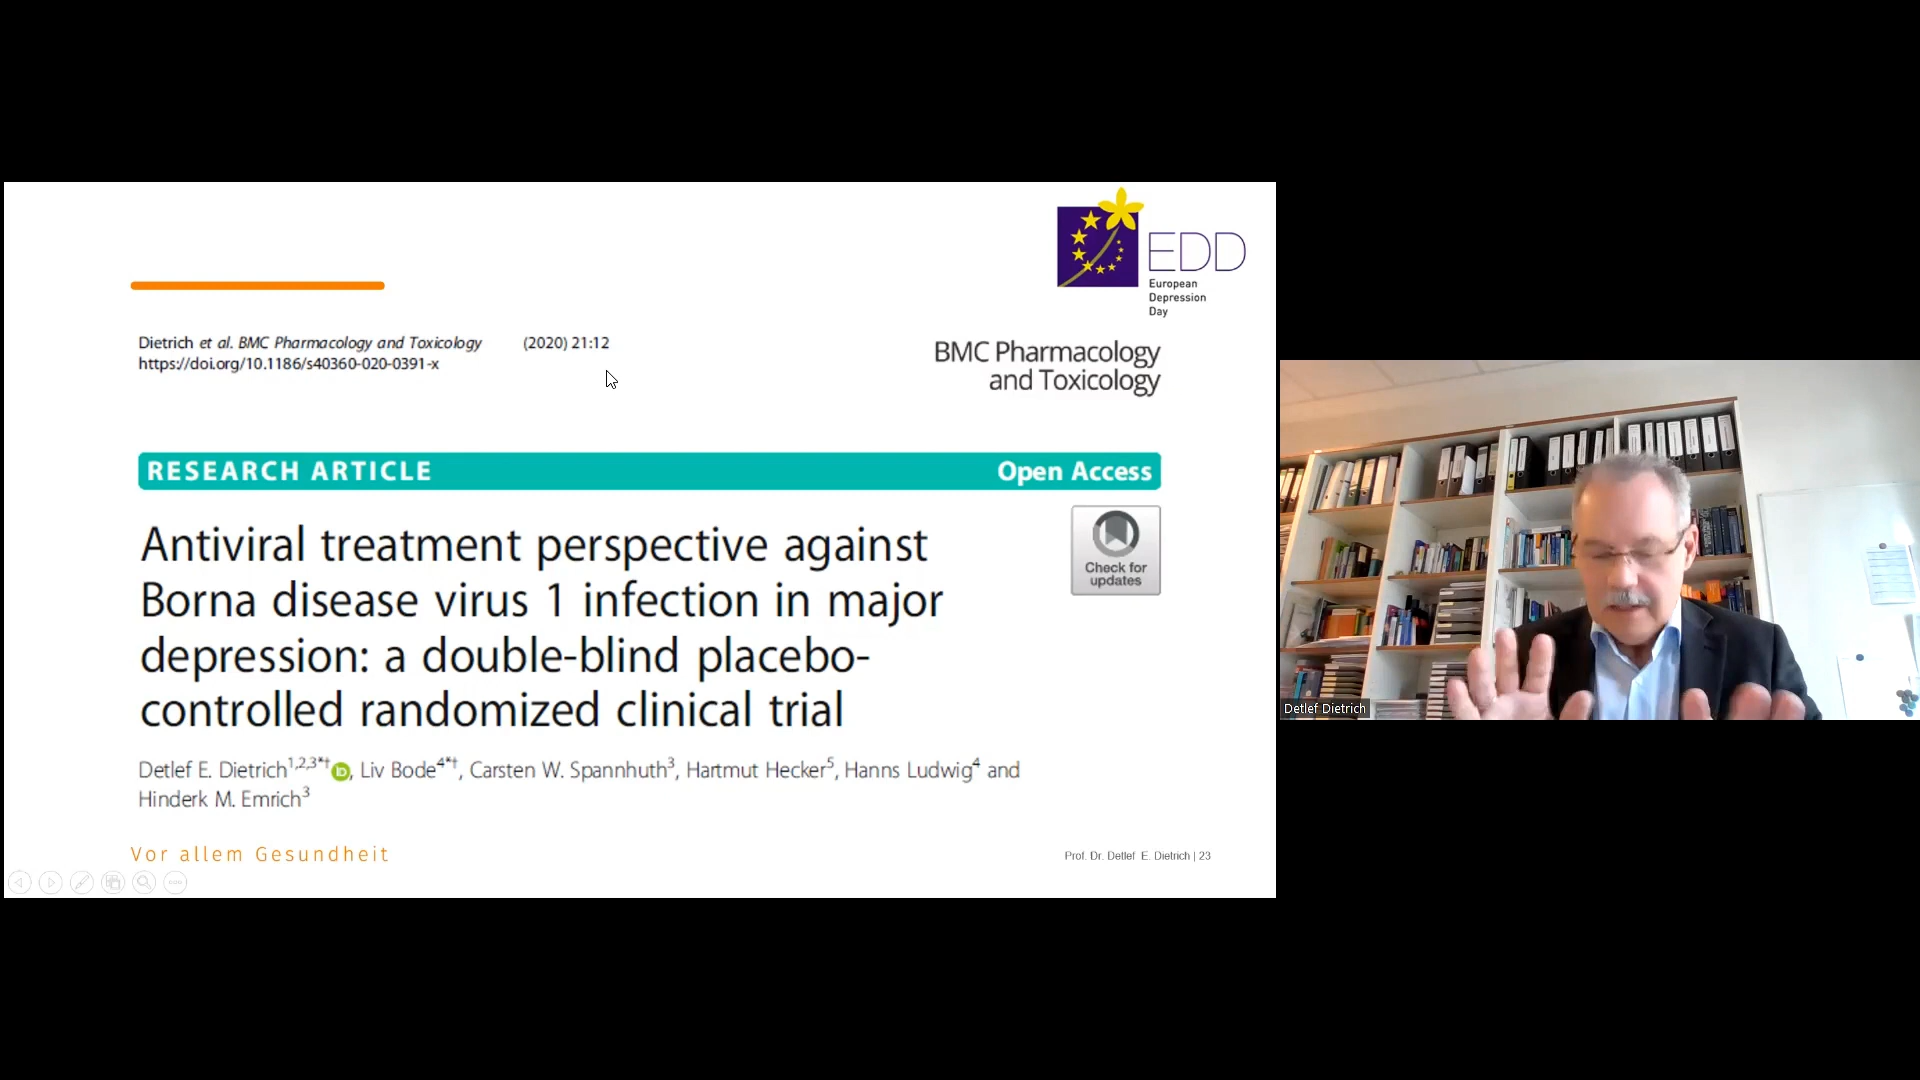 EDD
European
Depression
Day
Dietrich et al. BMC Pharmacology and Toxicology (2020) 21:12
https://doi.org/10.1186/s40360-020-0391-x
BMC Pharmacology
and Toxicology
RESEARCH ARTICLE Open Access
Antiviral treatment perspective against
Borna disease virus 1 infection in major
depression: a double-blind placebo-
controlled randomized clinical trial
Check for
updates
Detlef E. Dietrich1,2,3*†, Liv Bode4*†, Carsten W. Spannhuth3, Hartmut Hecker5, Hanns Ludwig4 and
Hinderk M. Emrich3
Vor allem Gesundheit
Prof. Dr. Detlef E. Dietrich | 23
Detlef Dietrich